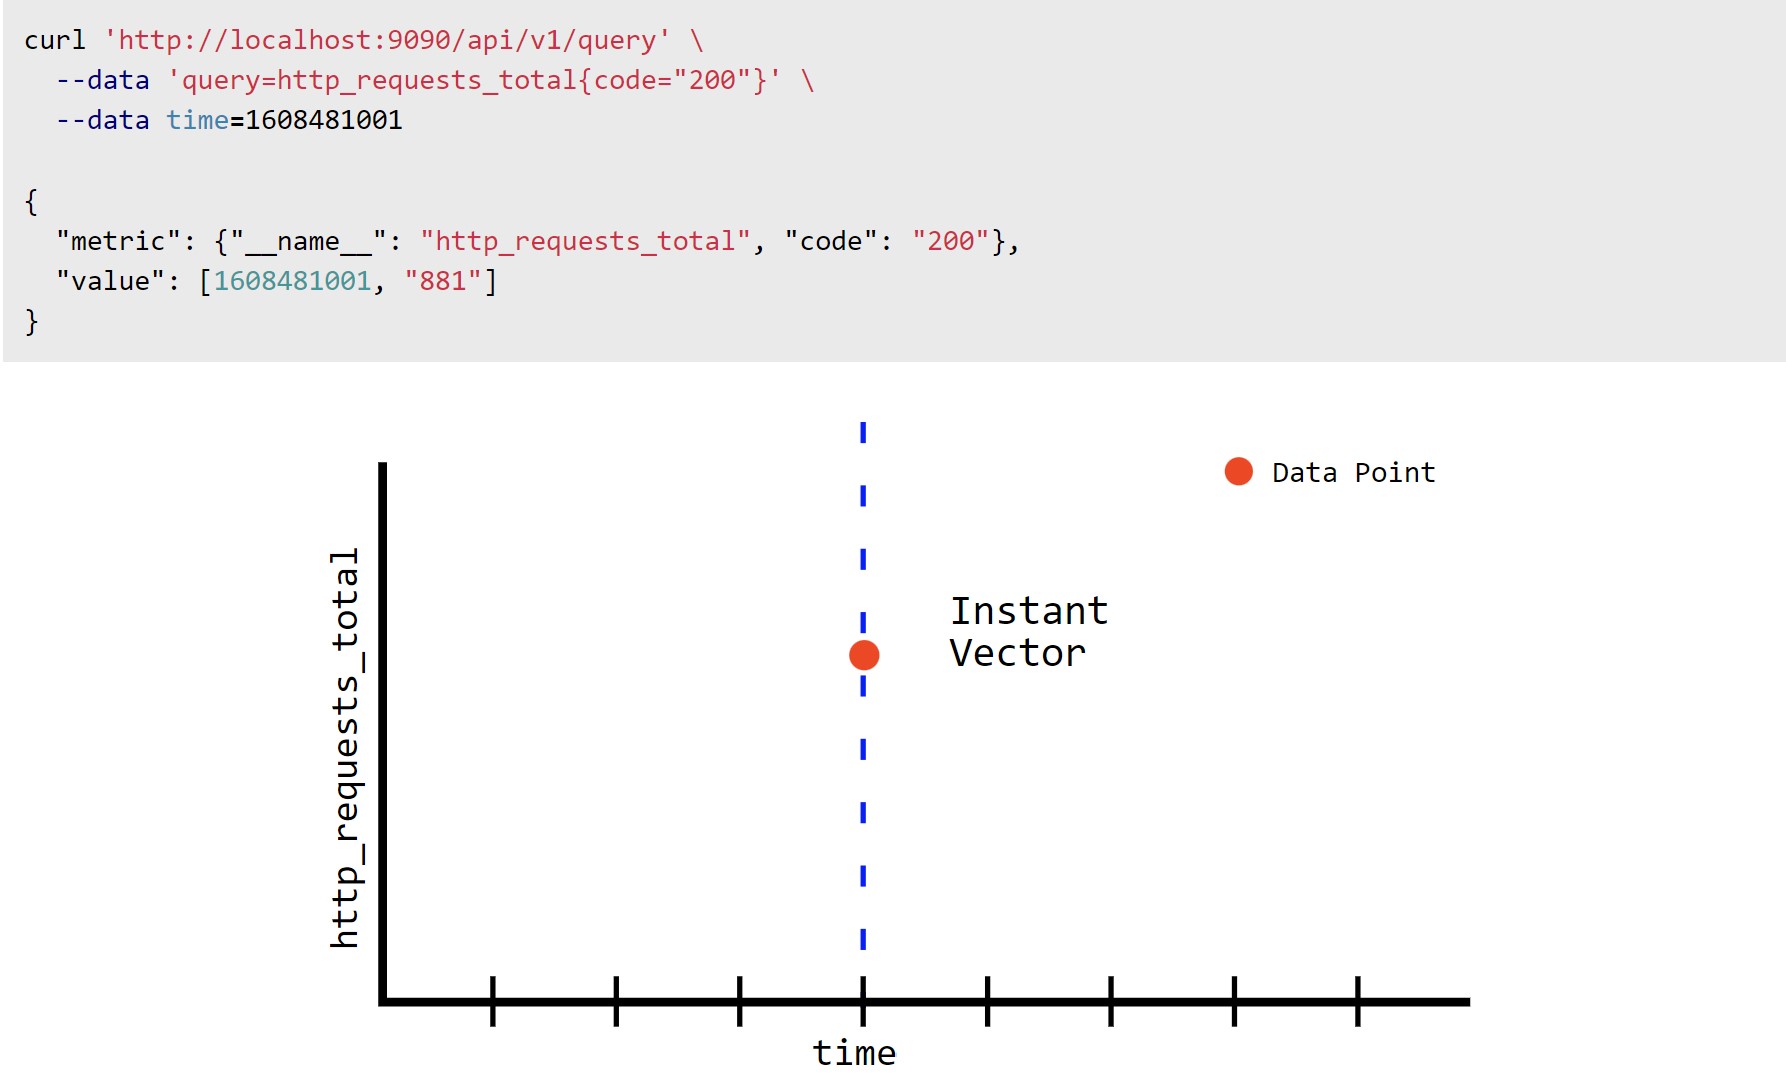 curl 'http://localhost:9090/api/v1/query' \
--data 'query=http_requests_total{code="200"}' \
--data time=1608481001
{
"metric": {"__name__": "http_requests_total", "code": "200"},
"value": [1608481001, "881"]
}
Data Point
Instant
Vector
http_requests_total
time